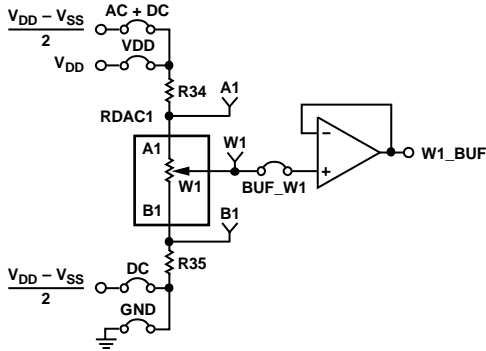 V_DD – V_SS
2
AC + DC
VDD
V_DD
R34
A1
RDAC1
A1
W1
B1
W1
BUF_W1
–
+
W1_BUF
B1
R35
V_DD – V_SS
2
DC
GND